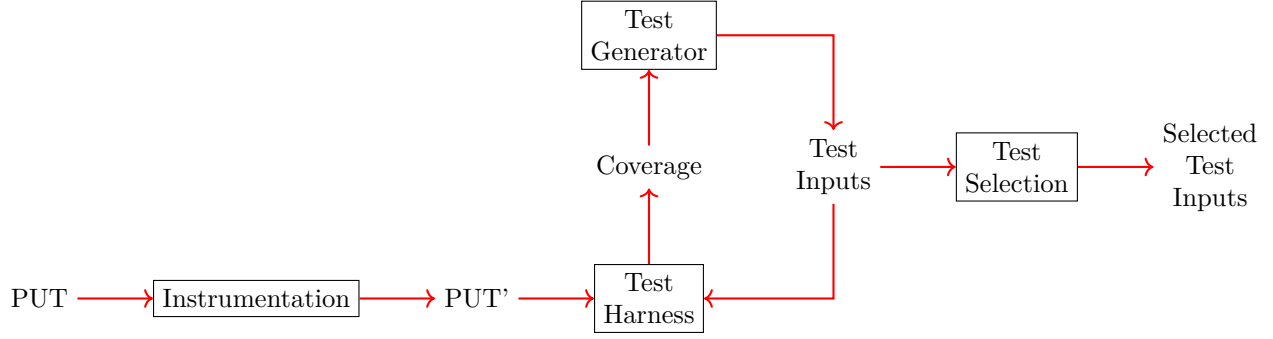 Test
Generator
Coverage
Test
Inputs
Test
Selection
Selected
Test
Inputs
PUT
Instrumentation
PUT'
Test
Harness